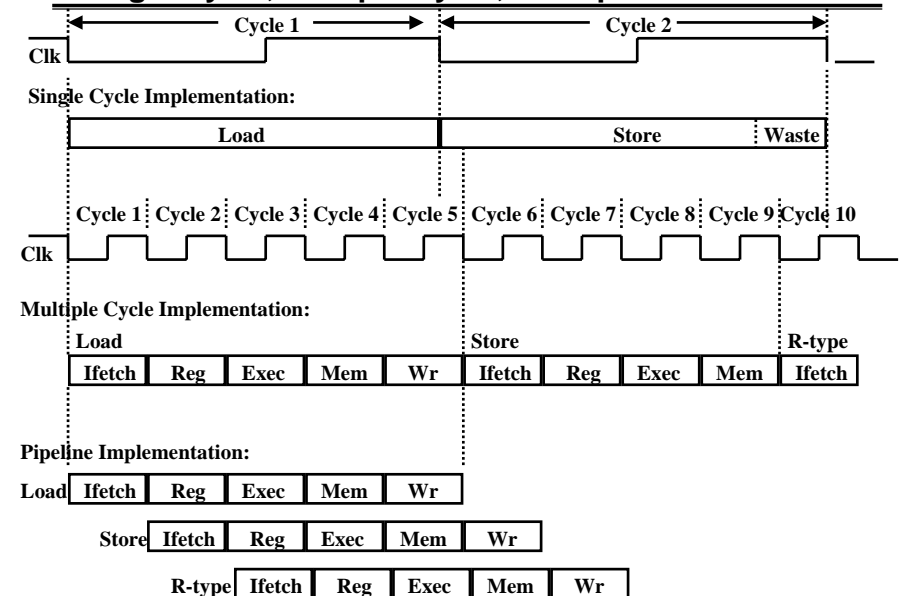 Cycle 1 Cycle 2
Clk
Single Cycle Implementation:
Load Store Waste
Cycle 1 Cycle 2 Cycle 3 Cycle 4 Cycle 5 Cycle 6 Cycle 7 Cycle 8 Cycle 9 Cycle 10
Clk
Multiple Cycle Implementation:
Load Store R-type
Ifetch Reg Exec Mem Wr Ifetch Reg Exec Mem Ifetch
Pipeline Implementation:
Load Ifetch Reg Exec Mem Wr
Store Ifetch Reg Exec Mem Wr
R-type Ifetch Reg Exec Mem Wr